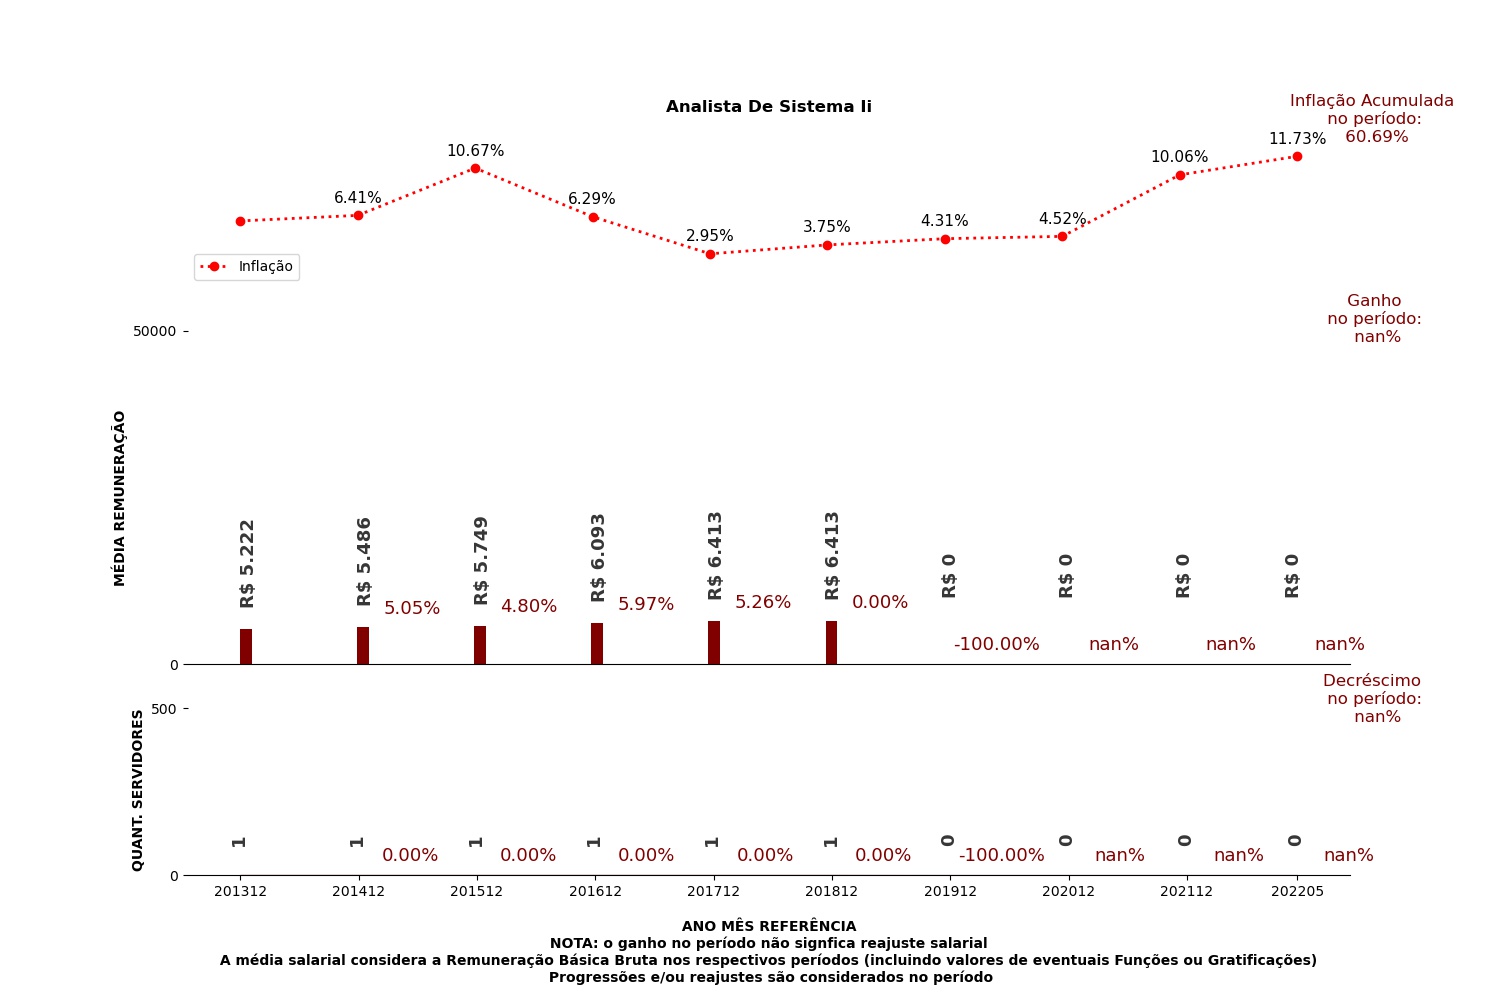 Analista De Sistema Ii
Inflação Acumulada
no período:
60.69%
6.41%
10.67%
6.29%
2.95%
3.75%
4.31%
4.52%
10.06%
11.73%
Inflação
Ganho
no período:
nan%
50000
0
MÉDIA REMUNERAÇÃO
R$ 5.222
R$ 5.486
R$ 5.749
R$ 6.093
R$ 6.413
R$ 6.413
R$ 0
R$ 0
R$ 0
R$ 0
5.05%
4.80%
5.97%
5.26%
0.00%
-100.00%
nan%
nan%
nan%
Decréscimo
no período:
nan%
500
0
QUANT. SERVIDORES
1
1
1
1
1
1
0
0
0
0
0.00%
0.00%
0.00%
0.00%
0.00%
-100.00%
nan%
nan%
nan%
201312
201412
201512
201612
201712
201812
201912
202012
202112
202205
ANO MÊS REFERÊNCIA
NOTA: o ganho no período não signfica reajuste salarial
A média salarial considera a Remuneração Básica Bruta nos respectivos períodos (incluindo valores de eventuais Funções ou Gratificações)
Progressões e/ou reajustes são considerados no período